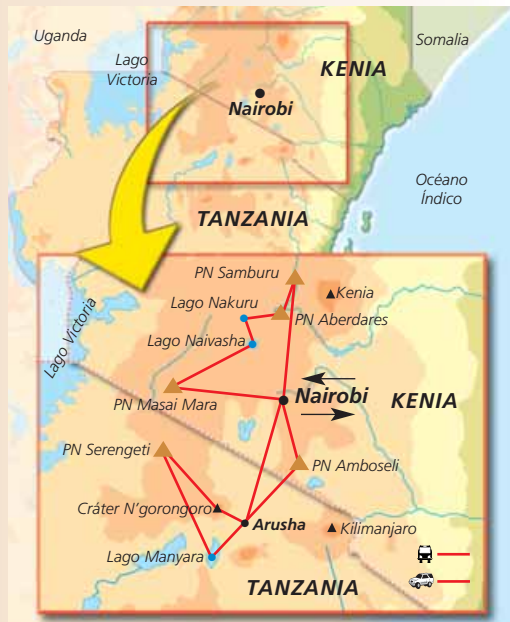 Uganda
Lago
Victoria
KENIA
Somalia
Nairobi
Océano
Índico
TANZANIA
PN Samburu
Kenia
Lago Nakuru
PN Aberdares
Lago Victoria
Lago Naivasha
PN Masai Mara
Nairobi
KENIA
PN Serengeti
PN Amboseli
Cráter N'gorongoro
Arusha
Kilimanjaro
Lago Manyara
TANZANIA